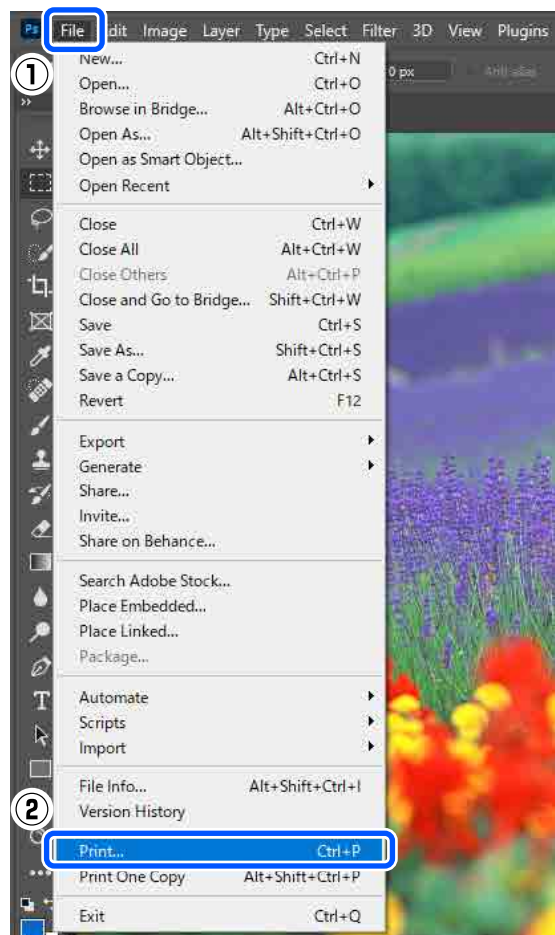 Ps File Edit Image Layer Type Select Filter 3D View Plugins
①
New... Ctrl+N
0 px Anti-alias
Open... Ctrl+O
Browse in Bridge... Alt+Ctrl+O
Open As... Alt+Shift+Ctrl+O
Open as Smart Object...
Open Recent
Close Ctrl+W
Close All Alt+Ctrl+W
Close Others Alt+Ctrl+P
Close and Go to Bridge... Shift+Ctrl+W
Save Ctrl+S
Save As... Shift+Ctrl+S
Save a Copy... Alt+Ctrl+S
Revert F12
Export
Generate
Share...
Invite...
Share on Behance...
Search Adobe Stock...
Place Embedded...
Place Linked...
Package...
Automate
Scripts
Import
File Info... Alt+Shift+Ctrl+I
Version History
②
Print... Ctrl+P
Print One Copy Alt+Shift+Ctrl+P
Exit Ctrl+Q